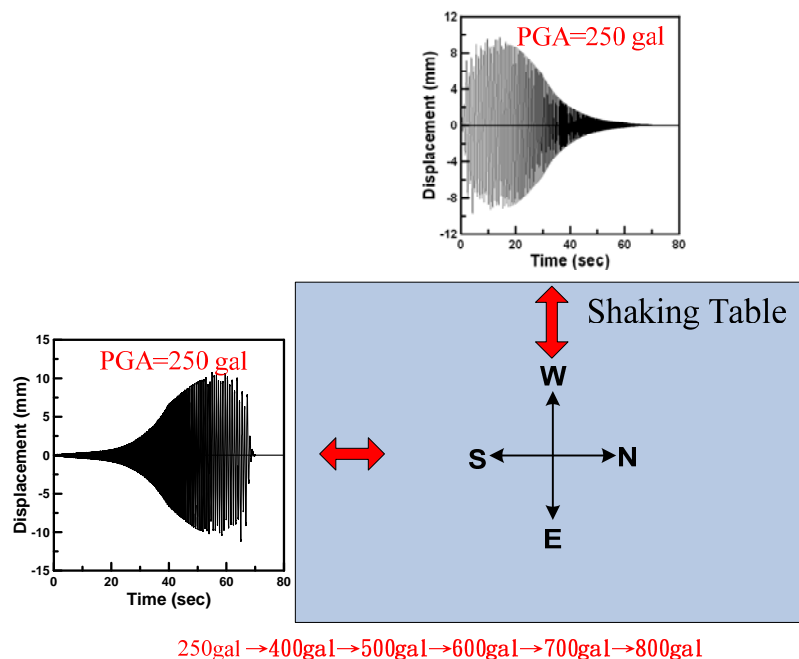 PGA=250 gal
12
8
4
0
-4
-8
-12
Displacement (mm)
0 20 40 60 80
Time (sec)
Shaking Table
W
S N
E
PGA=250 gal
15
10
5
0
-5
-10
-15
Displacement (mm)
0 20 40 60 80
Time (sec)
250gal→400gal→500gal→600gal→700gal→800gal